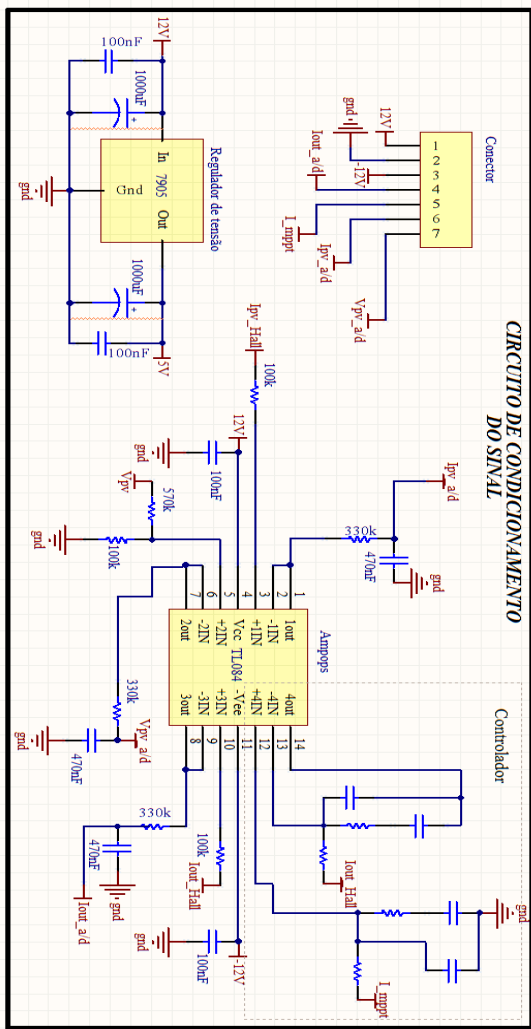 CIRCUITO DE CONDICIONAMENTO
DO SINAL
Conector
1
2
3
4
5
6
7
12V
gnd
-12V
Iout_a/d
I_mppt
Ipv_a/d
Vpv_a/d
Regulador de tensão
In
7905
Out
Gnd
12V
100nF
1000uF
+
gnd
1000uF
+
100nF
5V
Ipv_Hall
100k
12V
gnd
100nF
Vpv
570k
gnd
100k
Ipv_a/d
330k
470nF
gnd
Ampops
TL084
7
6
5
4
3
2
1
2out
-2IN
+2IN
Vcc
+1IN
-1IN
1out
3out
-3IN
+3IN
-Vee
+4IN
-4IN
4out
8
9
10
11
12
13
14
330k
Vpv
a/d
470nF
gnd
330k
470nF
gnd
Iout_a/d
100k
Iout_Hall
gnd
100nF
-12V
Controlador
Iout_Hall
gnd
I_mppt